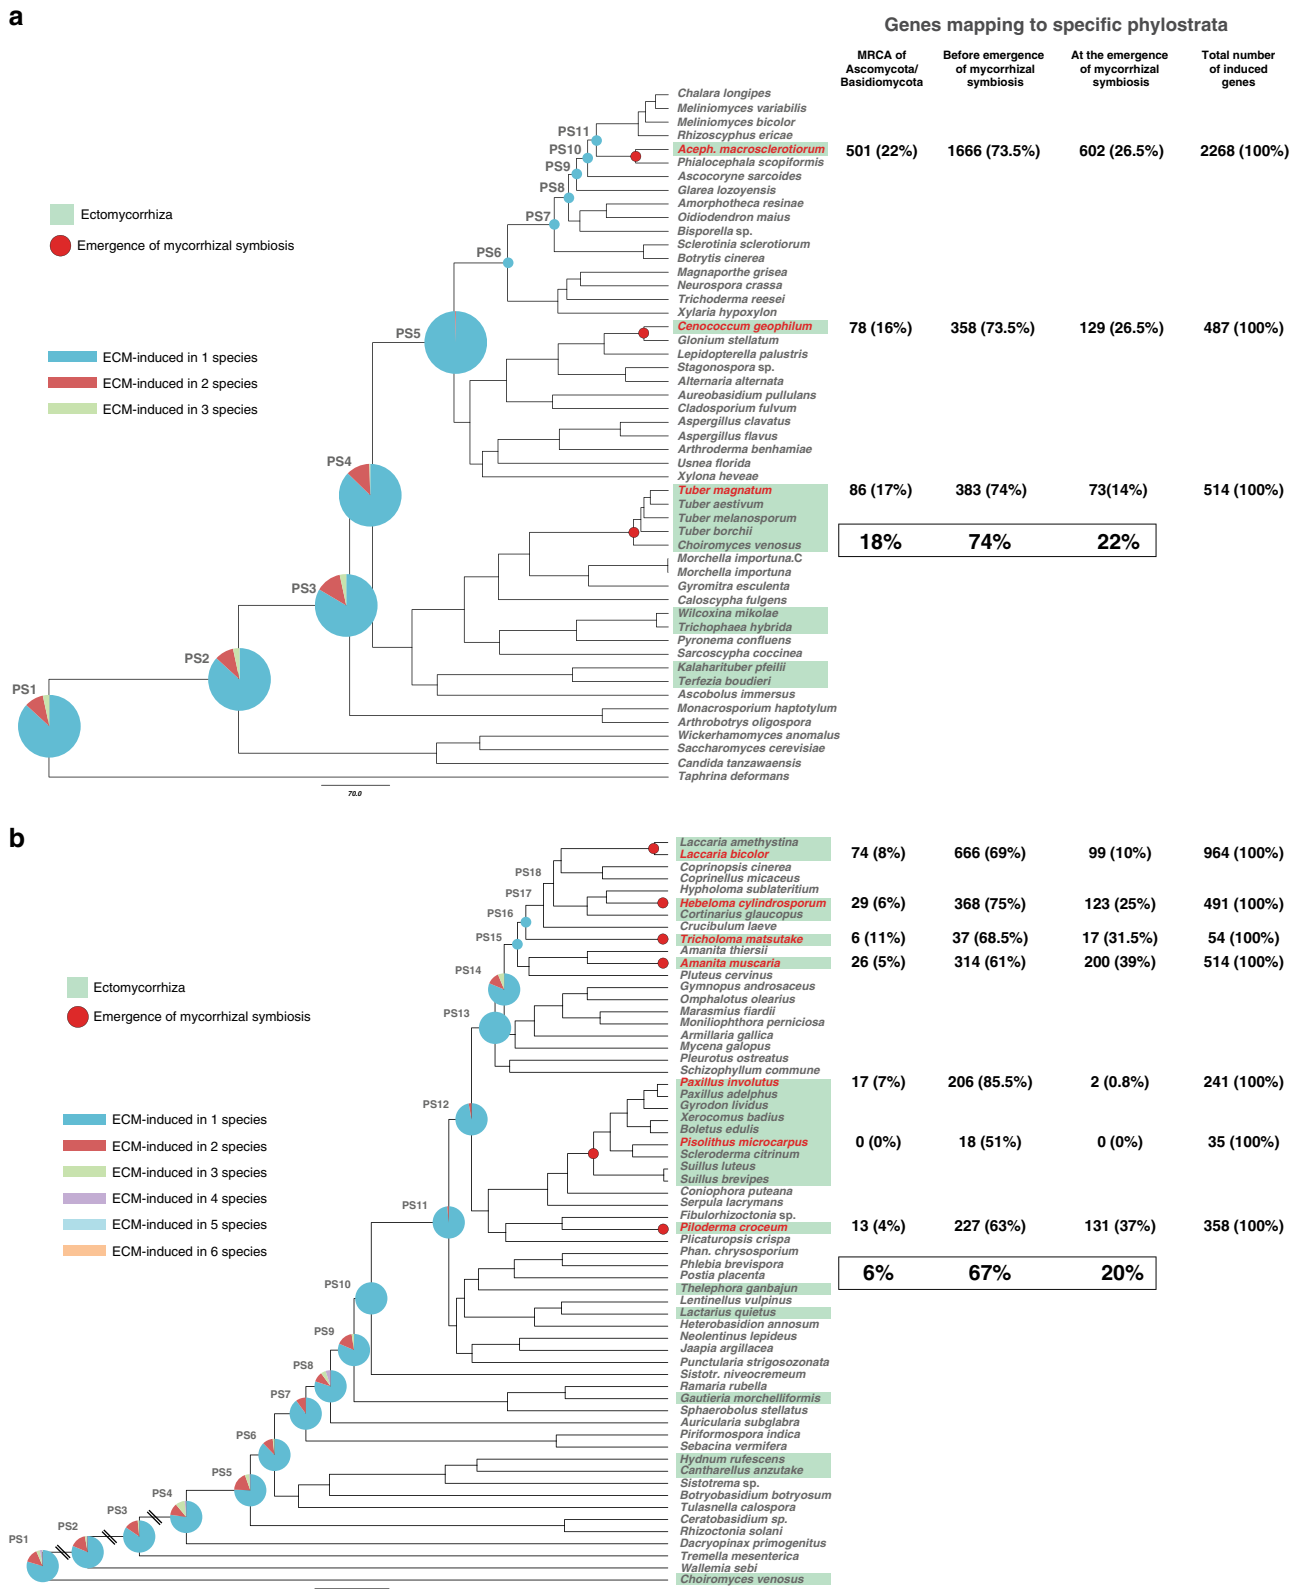 a
Genes mapping to specific phylostrata
MRCA of Ascomycota/ Basidiomycota
Before emergence of mycorrhizal symbiosis
At the emergence of mycorrhizal symbiosis
Total number of induced genes
Chalara longipes
Meliniomyces variabilis
Meliniomyces bicolor
Rhizoscyphus ericae
PS11
Aceph. macrosclerotiorum 501 (22%) 1666 (73.5%) 602 (26.5%) 2268 (100%)
PS10
Phialocephala scopiformis
PS9
Ascocoryne sarcoides
Glarea lozoyensis
PS8
Amorphotheca resinae
Ectomycorrhiza
PS7
Oidiodendron maius
Bisporella sp.
Emergence of mycorrhizal symbiosis
Sclerotinia sclerotiorum
PS6
Botrytis cinerea
Magnaporthe grisea
Neurospora crassa
Trichoderma reesei
Xylaria hypoxylon
PS5
Cenococcum geophilum 78 (16%) 358 (73.5%) 129 (26.5%) 487 (100%)
Glonium stellatum
ECM-induced in 1 species
Lepidopterella palustris
Stagonospora sp.
ECM-induced in 2 species
Alternaria alternata
Aureobasidium pullulans
ECM-induced in 3 species
Cladosporium fulvum
Aspergillus clavatus
Aspergillus flavus
Arthroderma benhamiae
PS4
Usnea florida
Xylona heveae
Tuber magnatum 86 (17%) 383 (74%) 73(14%) 514 (100%)
Tuber aestivum
Tuber melanosporum
Tuber borchii
18% 74% 22%
Choiromyces venosus
Morchella importuna.C
Morchella importuna
PS3
Gyromitra esculenta
Caloscypha fulgens
Wilcoxina mikolae
Trichophaea hybrida
Pyronema confluens
PS2
Sarcoscypha coccinea
Kalaharituber pfeilii
Terfezia boudieri
PS1
Ascobolus immersus
Monacrosporium haptotylum
Arthrobotrys oligospora
Wickerhamomyces anomalus
Saccharomyces cerevisiae
Candida tanzawaensis
Taphrina deformans
70.0
b
Laccaria amethystina
Laccaria bicolor 74 (8%) 666 (69%) 99 (10%) 964 (100%)
Coprinopsis cinerea
PS18
Coprinellus micaceus
Hypholoma sublateritium
PS17
Hebeloma cylindrosporum 29 (6%) 368 (75%) 123 (25%) 491 (100%)
PS16
Cortinarius glaucopus
Crucibulum laeve
PS15
Tricholoma matsutake 6 (11%) 37 (68.5%) 17 (31.5%) 54 (100%)
Amanita thiersii
Amanita muscaria 26 (5%) 314 (61%) 200 (39%) 514 (100%)
PS14
Pluteus cervinus
Ectomycorrhiza
Gymnopus androsaceus
Omphalotus olearius
Emergence of mycorrhizal symbiosis
PS13
Marasmius fiardii
Moniliophthora perniciosa
Armillaria gallica
Mycena galopus
Pleurotus ostreatus
Schizophyllum commune
Paxillus involutus 17 (7%) 206 (85.5%) 2 (0.8%) 241 (100%)
Paxillus adelphus
PS12
Gyrodon lividus
ECM-induced in 1 species
Xerocomus badius
Boletus edulis
ECM-induced in 2 species
Pisolithus microcarpus 0 (0%) 18 (51%) 0 (0%) 35 (100%)
Scleroderma citrinum
ECM-induced in 3 species
Suillus luteus
Suillus brevipes
ECM-induced in 4 species
Coniophora puteana
PS11
Serpula lacrymans
ECM-induced in 5 species
Fibulorhizoctonia sp.
Piloderma croceum 13 (4%) 227 (63%) 131 (37%) 358 (100%)
Plicaturopsis crispa
ECM-induced in 6 species
Phan. chrysosporium
Phlebia brevispora
6% 67% 20%
Postia placenta
PS10
Thelephora ganbajun
Lentinellus vulpinus
Lactarius quietus
Heterobasidion annosum
PS9
Neolentinus lepideus
Jaapia argillacea
PS8
Punctularia strigosozonata
Sistotr. niveocremeum
Ramaria rubella
PS7
Gautieria morchelliformis
Sphaerobolus stellatus
Auricularia subglabra
PS6
Piriformospora indica
Sebacina vermifera
Hydnum rufescens
PS5
Cantharellus anzutake
Sistotrema sp.
PS4
Botryobasidium botryosum
PS3
Tulasnella calospora
PS2
Ceratobasidium sp.
PS1
Rhizoctonia solani
Dacryopinax primogenitus
Tremella mesenterica
Wallemia sebi
Choiromyces venosus